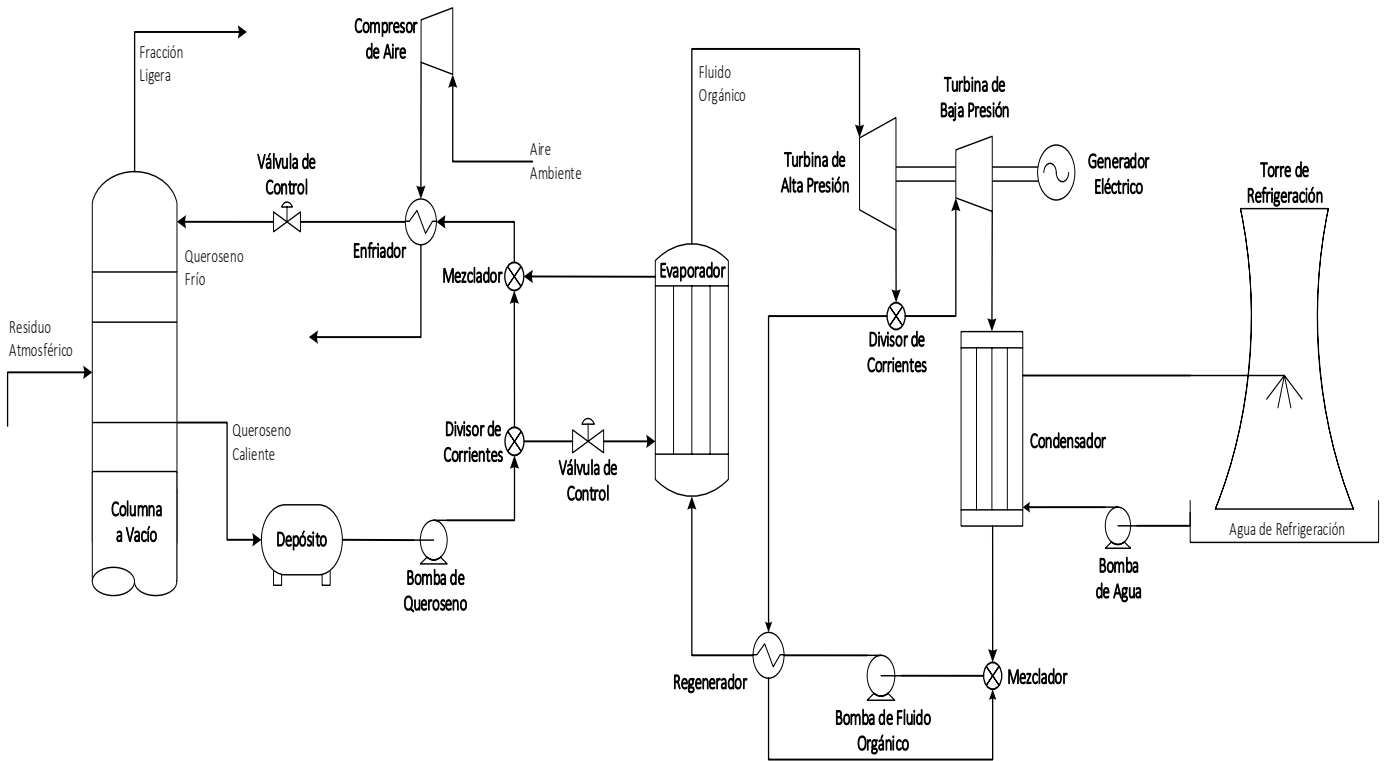 Fracción
Ligera
Compresor
de Aire
Aire
Ambiente
Válvula de
Control
Queroseno
Frío
Enfriador
Mezclador
Residuo
Atmosférico
Queroseno
Caliente
Columna
a Vacío
Depósito
Bomba de
Queroseno
Divisor de
Corrientes
Válvula de
Control
Evaporador
Fluido
Orgánico
Turbina de
Alta Presión
Turbina de
Baja Presión
Generador
Eléctrico
Divisor de
Corrientes
Condensador
Torre de
Refrigeración
Agua de Refrigeración
Bomba
de Agua
Mezclador
Regenerador
Bomba de Fluido
Orgánico